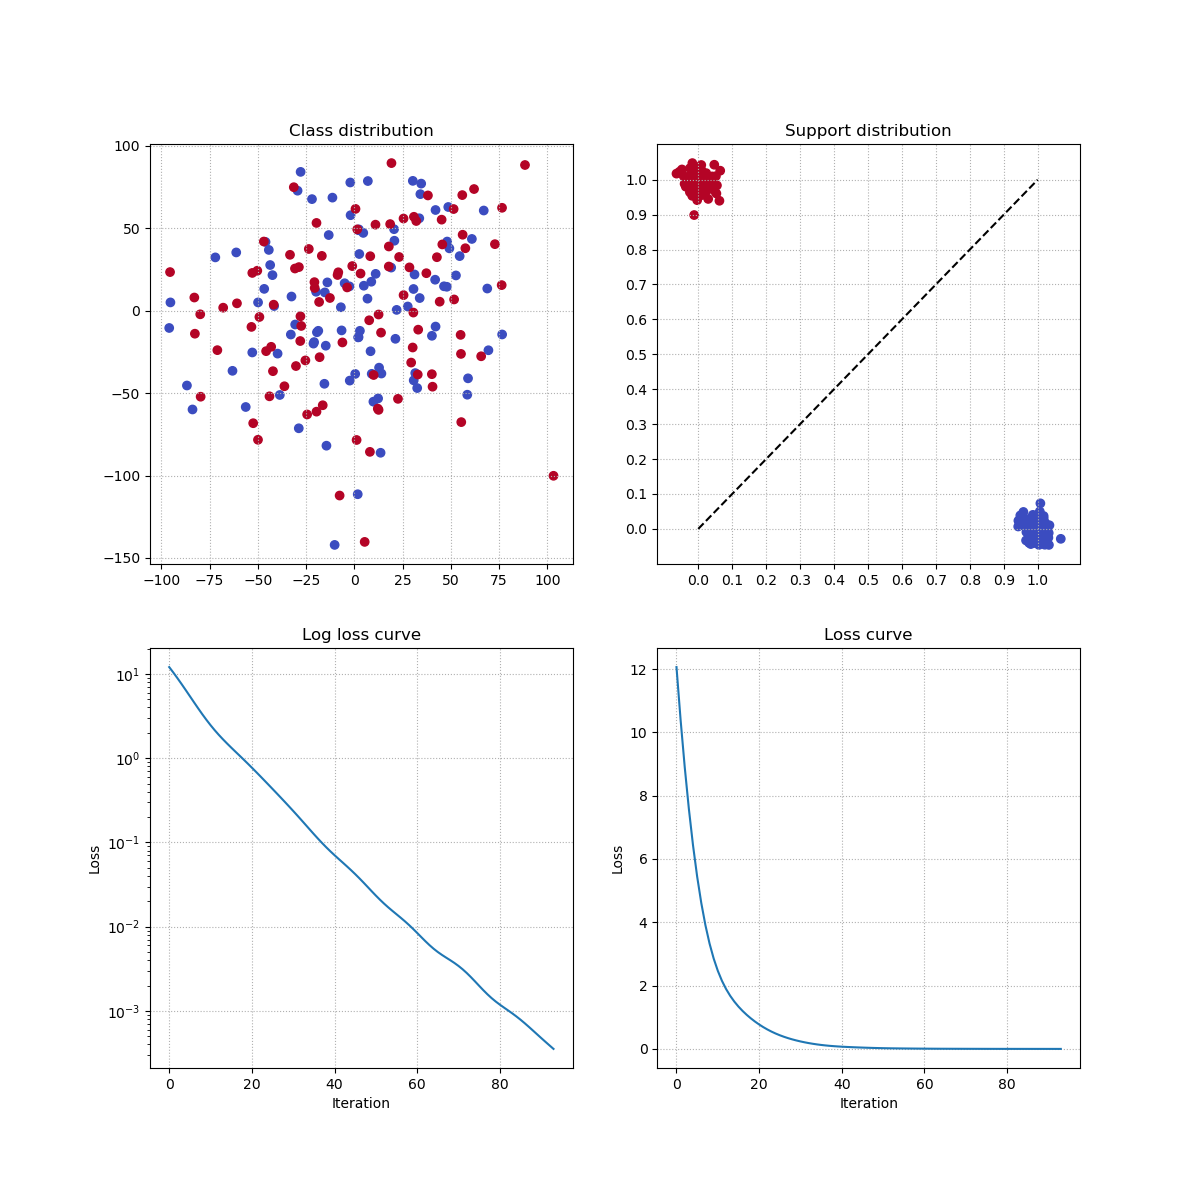 Class distribution
100
50
0
−50
−100
−150
−100 −75 −50 −25 0 25 50 75 100
Support distribution
1.0
0.9
0.8
0.7
0.6
0.5
0.4
0.3
0.2
0.1
0.0
0.0 0.1 0.2 0.3 0.4 0.5 0.6 0.7 0.8 0.9 1.0
Log loss curve
10¹
10⁰
10⁻¹
10⁻²
10⁻³
Loss
0 20 40 60 80
Iteration
Loss curve
12
10
8
6
4
2
0
Loss
0 20 40 60 80
Iteration